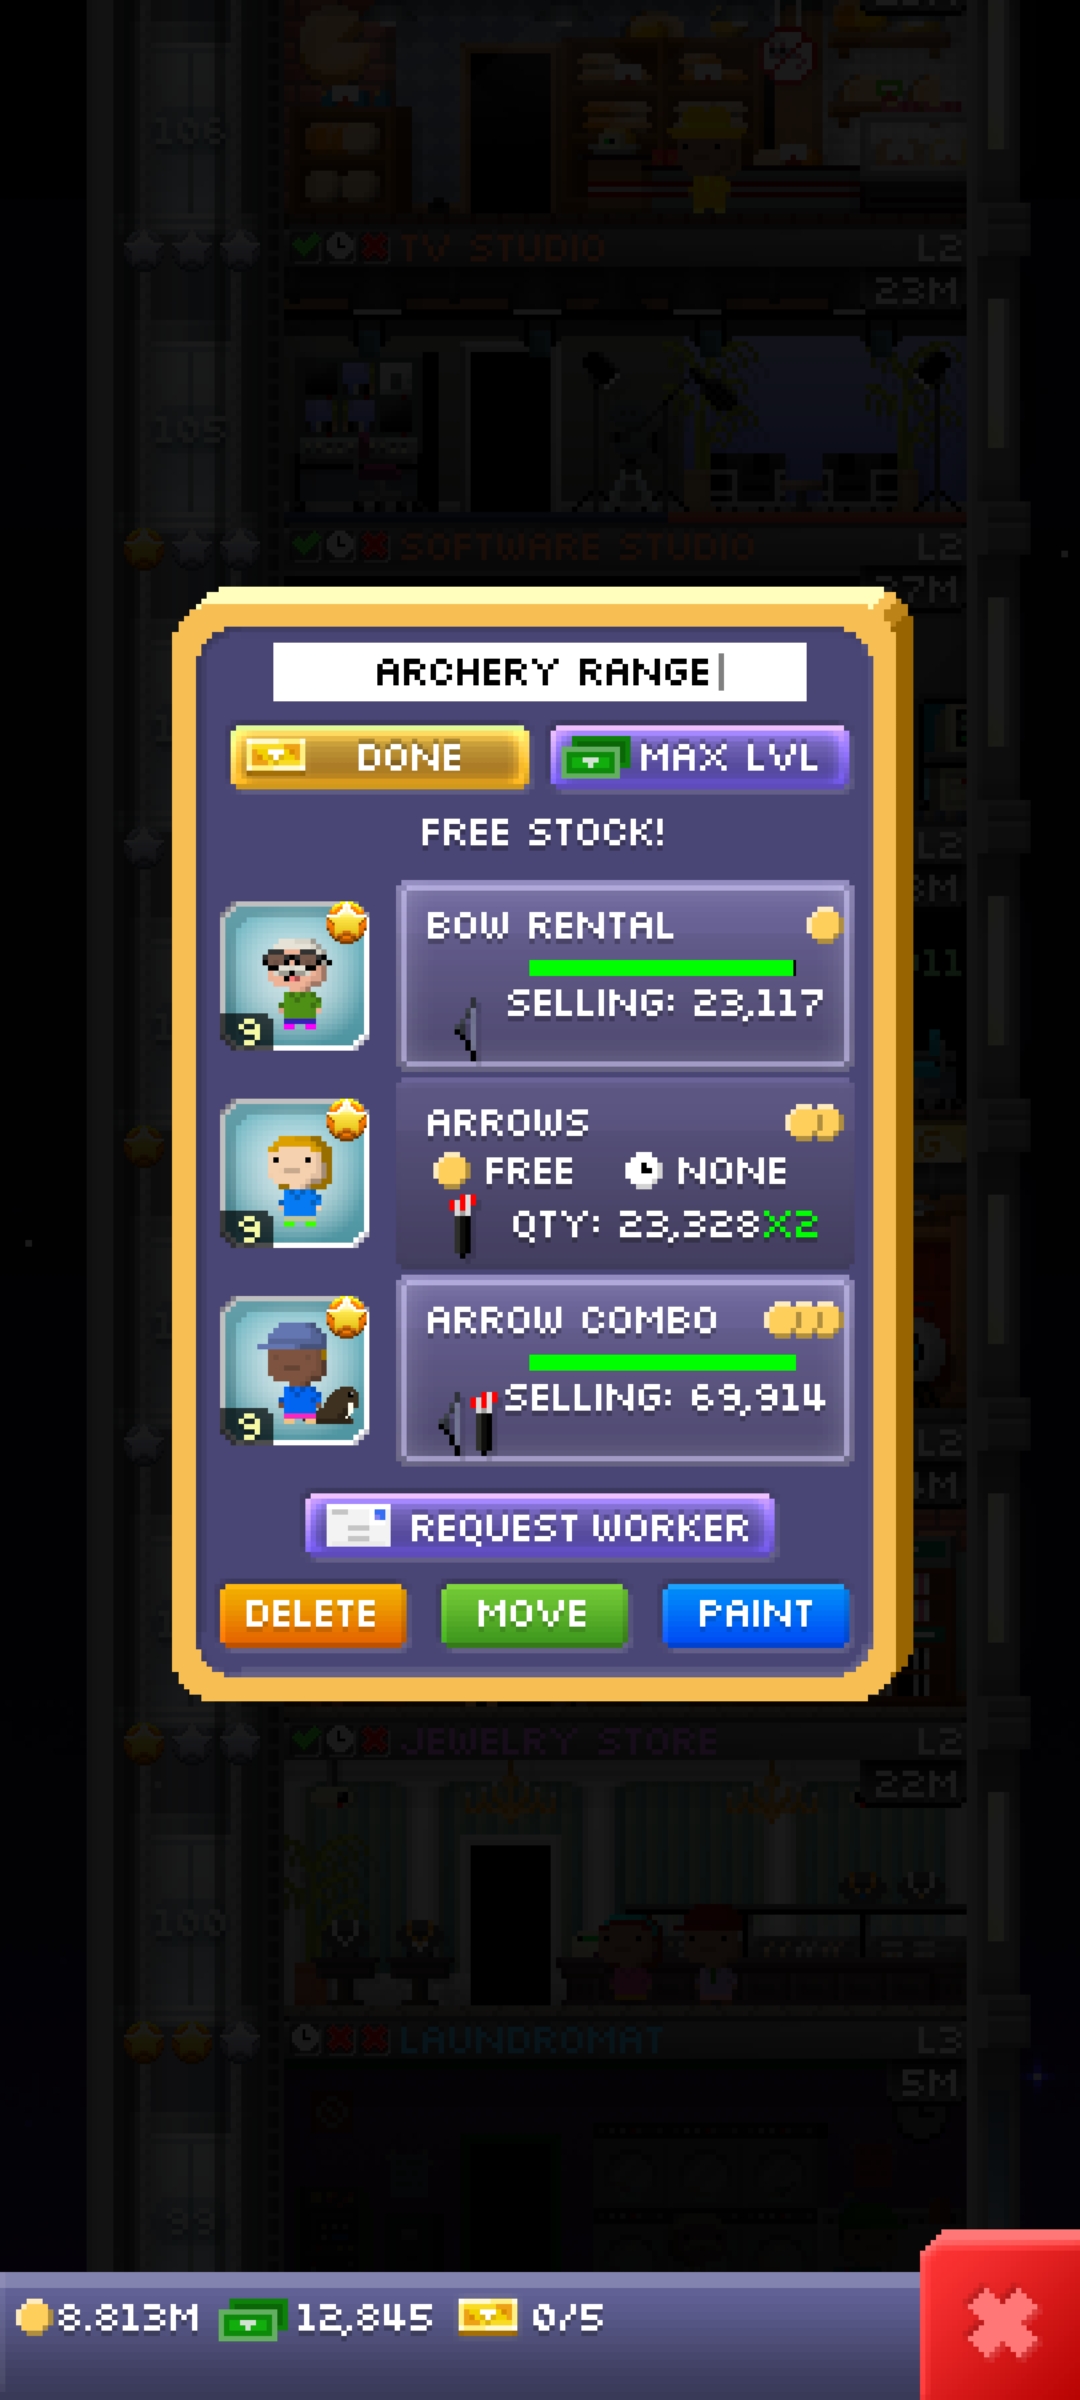 106
TV STUDIO L2
23M
105
SOFTWARE STUDIO L2
37M
ARCHERY RANGE
DONE MAX LVL
FREE STOCK!
BOW RENTAL
SELLING: 23,117
9
ARROWS
FREE NONE
QTY: 23,328X2
9
ARROW COMBO
SELLING: 69,914
9
REQUEST WORKER
DELETE MOVE PAINT
JEWELRY STORE L2
22M
100
LAUNDROMAT L3
5M
99
8.813M 12,845 0/5